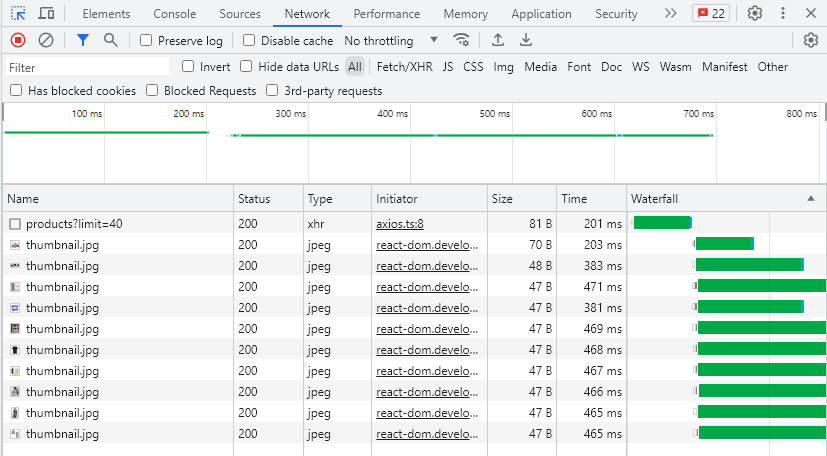 Elements Console Sources Network Performance Memory Application Security 22
Preserve log Disable cache No throttling
Filter Invert Hide data URLs All Fetch/XHR JS CSS Img Media Font Doc WS Wasm Manifest Other
Has blocked cookies Blocked Requests 3rd-party requests
100 ms 200 ms 300 ms 400 ms 500 ms 600 ms 700 ms 800 ms
Name Status Type Initiator Size Time Waterfall
products?limit=40 200 xhr axios.ts:8 81 B 201 ms
thumbnail.jpg 200 jpeg react-dom.develo... 70 B 203 ms
thumbnail.jpg 200 jpeg react-dom.develo... 48 B 383 ms
thumbnail.jpg 200 jpeg react-dom.develo... 47 B 471 ms
thumbnail.jpg 200 jpeg react-dom.develo... 47 B 381 ms
thumbnail.jpg 200 jpeg react-dom.develo... 47 B 469 ms
thumbnail.jpg 200 jpeg react-dom.develo... 47 B 468 ms
thumbnail.jpg 200 jpeg react-dom.develo... 47 B 467 ms
thumbnail.jpg 200 jpeg react-dom.develo... 47 B 466 ms
thumbnail.jpg 200 jpeg react-dom.develo... 47 B 465 ms
thumbnail.jpg 200 jpeg react-dom.develo... 47 B 465 ms